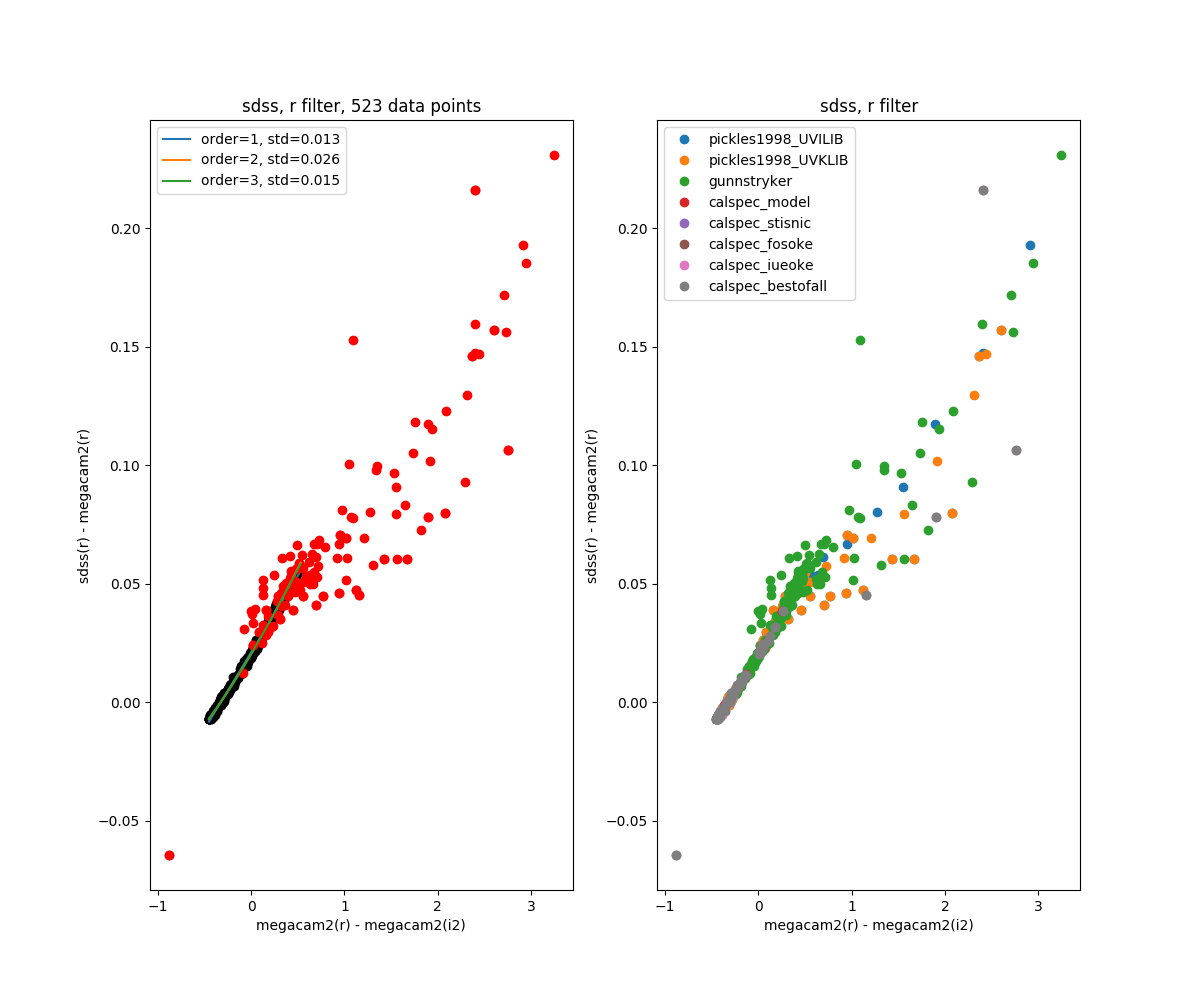 sdss, r filter, 523 data points
order=1, std=0.013
order=2, std=0.026
order=3, std=0.015
0.20
0.15
0.10
0.05
0.00
−0.05
sdss(r) - megacam2(r)
−1
0
1
2
3
megacam2(r) - megacam2(i2)
sdss, r filter
pickles1998_UVILIB
pickles1998_UVKLIB
gunnstryker
calspec_model
calspec_stisnic
calspec_fosoke
calspec_iueoke
calspec_bestofall
0.20
0.15
0.10
0.05
0.00
−0.05
sdss(r) - megacam2(r)
−1
0
1
2
3
megacam2(r) - megacam2(i2)